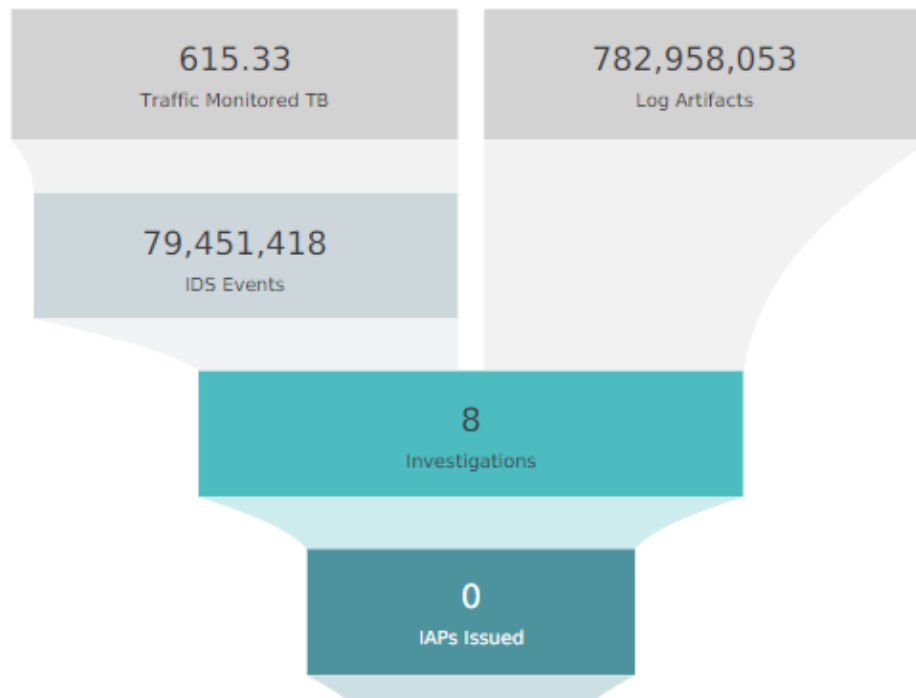 615.33
Traffic Monitored TB
782,958,053
Log Artifacts
79,451,418
IDS Events
8
Investigations
0
IAPs Issued